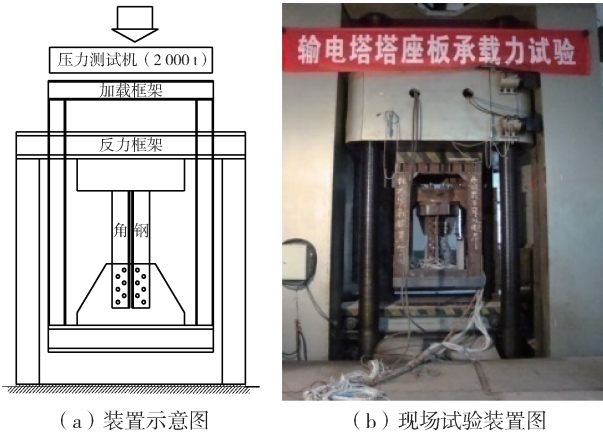 压力测试机(2 000 t)
加载框架
反力框架
角钢
输电塔塔座板承载力试验
(a)装置示意图
(b)现场试验装置图